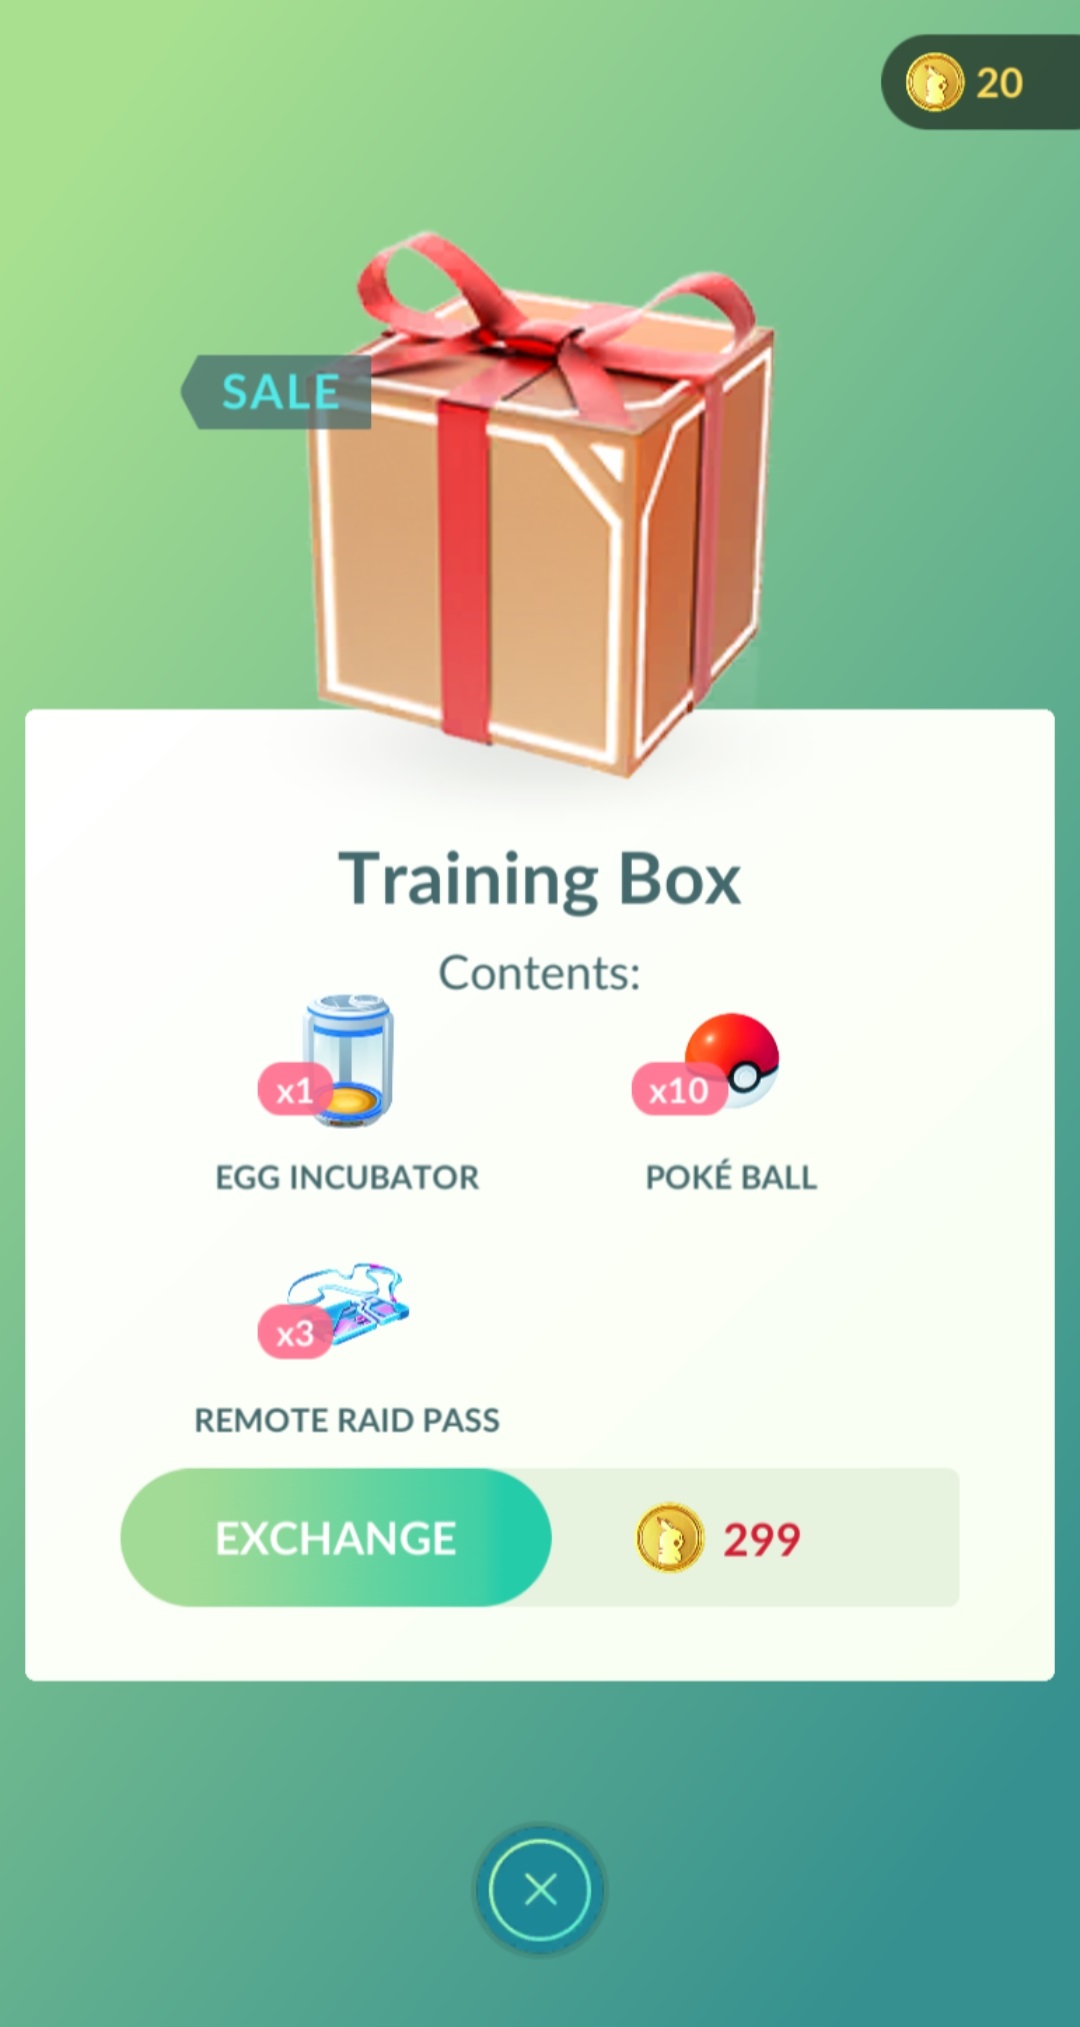 20
SALE
Training Box
Contents:
x1
x10
EGG INCUBATOR
POKÉ BALL
x3
REMOTE RAID PASS
EXCHANGE
299